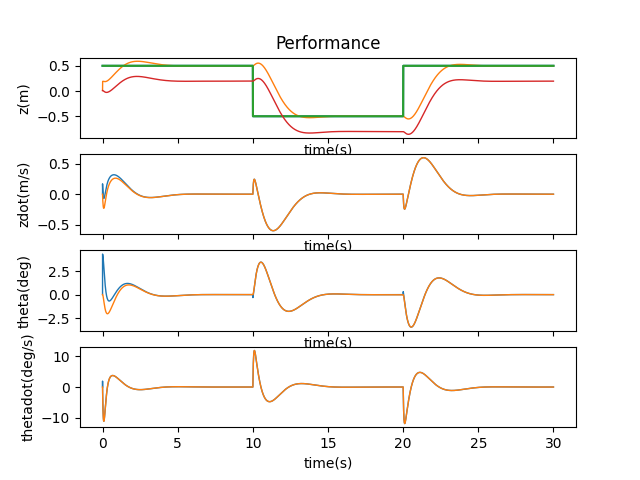 Performance
z(m)
0.5
0.0
−0.5
time(s)
zdot(m/s)
0.5
0.0
−0.5
time(s)
theta(deg)
2.5
0.0
−2.5
time(s)
thetadot(deg/s)
10
0
−10
0 5 10 15 20 25 30
time(s)